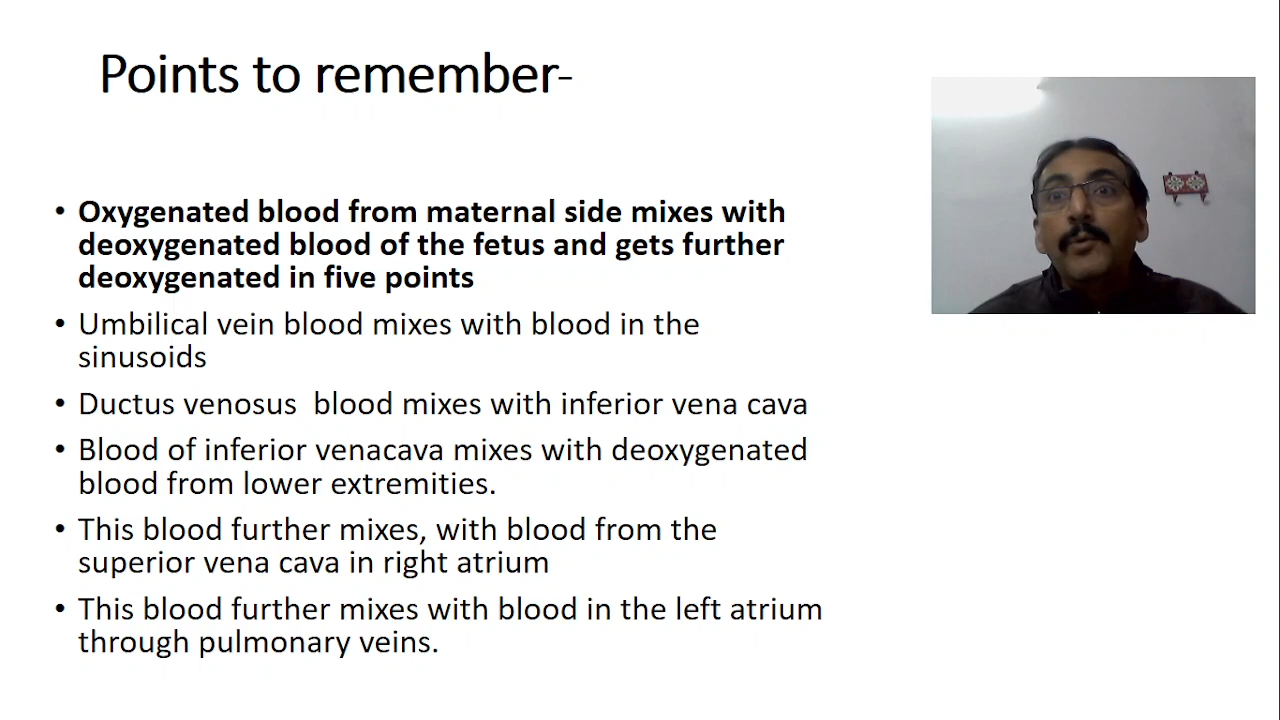 Points to remember-
• Oxygenated blood from maternal side mixes with
deoxygenated blood of the fetus and gets further
deoxygenated in five points
• Umbilical vein blood mixes with blood in the
sinusoids
• Ductus venosus  blood mixes with inferior vena cava
• Blood of inferior venacava mixes with deoxygenated
blood from lower extremities.
• This blood further mixes, with blood from the
superior vena cava in right atrium
• This blood further mixes with blood in the left atrium
through pulmonary veins.